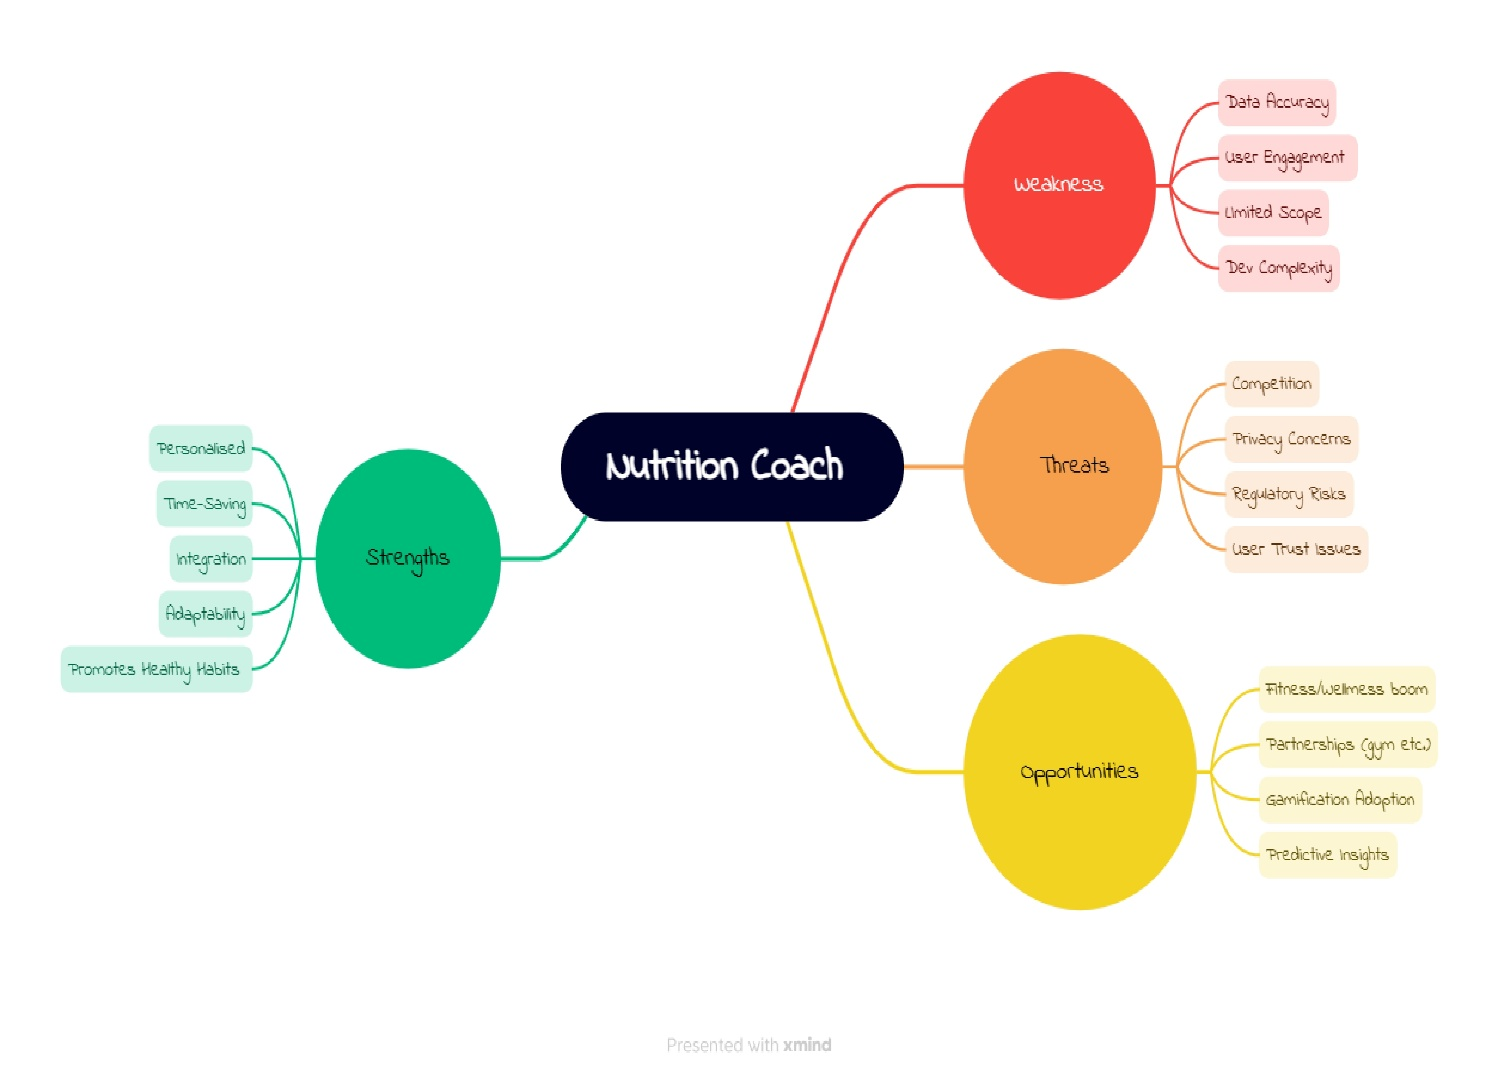 Nutrition Coach
Weakness
Data Accuracy
User Engagement
Limited Scope
Dev Complexity
Threats
Competition
Privacy Concerns
Regulatory Risks
User Trust Issues
Opportunities
Fitness/Wellmess boom
Partnerships (gym etc.)
Gamification Adoption
Predictive Insights
Strengths
Personalised
Time-Saving
Integration
Adaptability
Promotes Healthy Habits
Presented with xmind